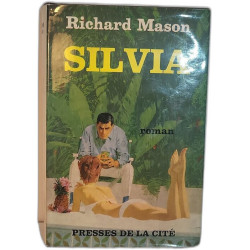 Richard Mason
SILVIA
roman
PRESSES DE LA CITÉ